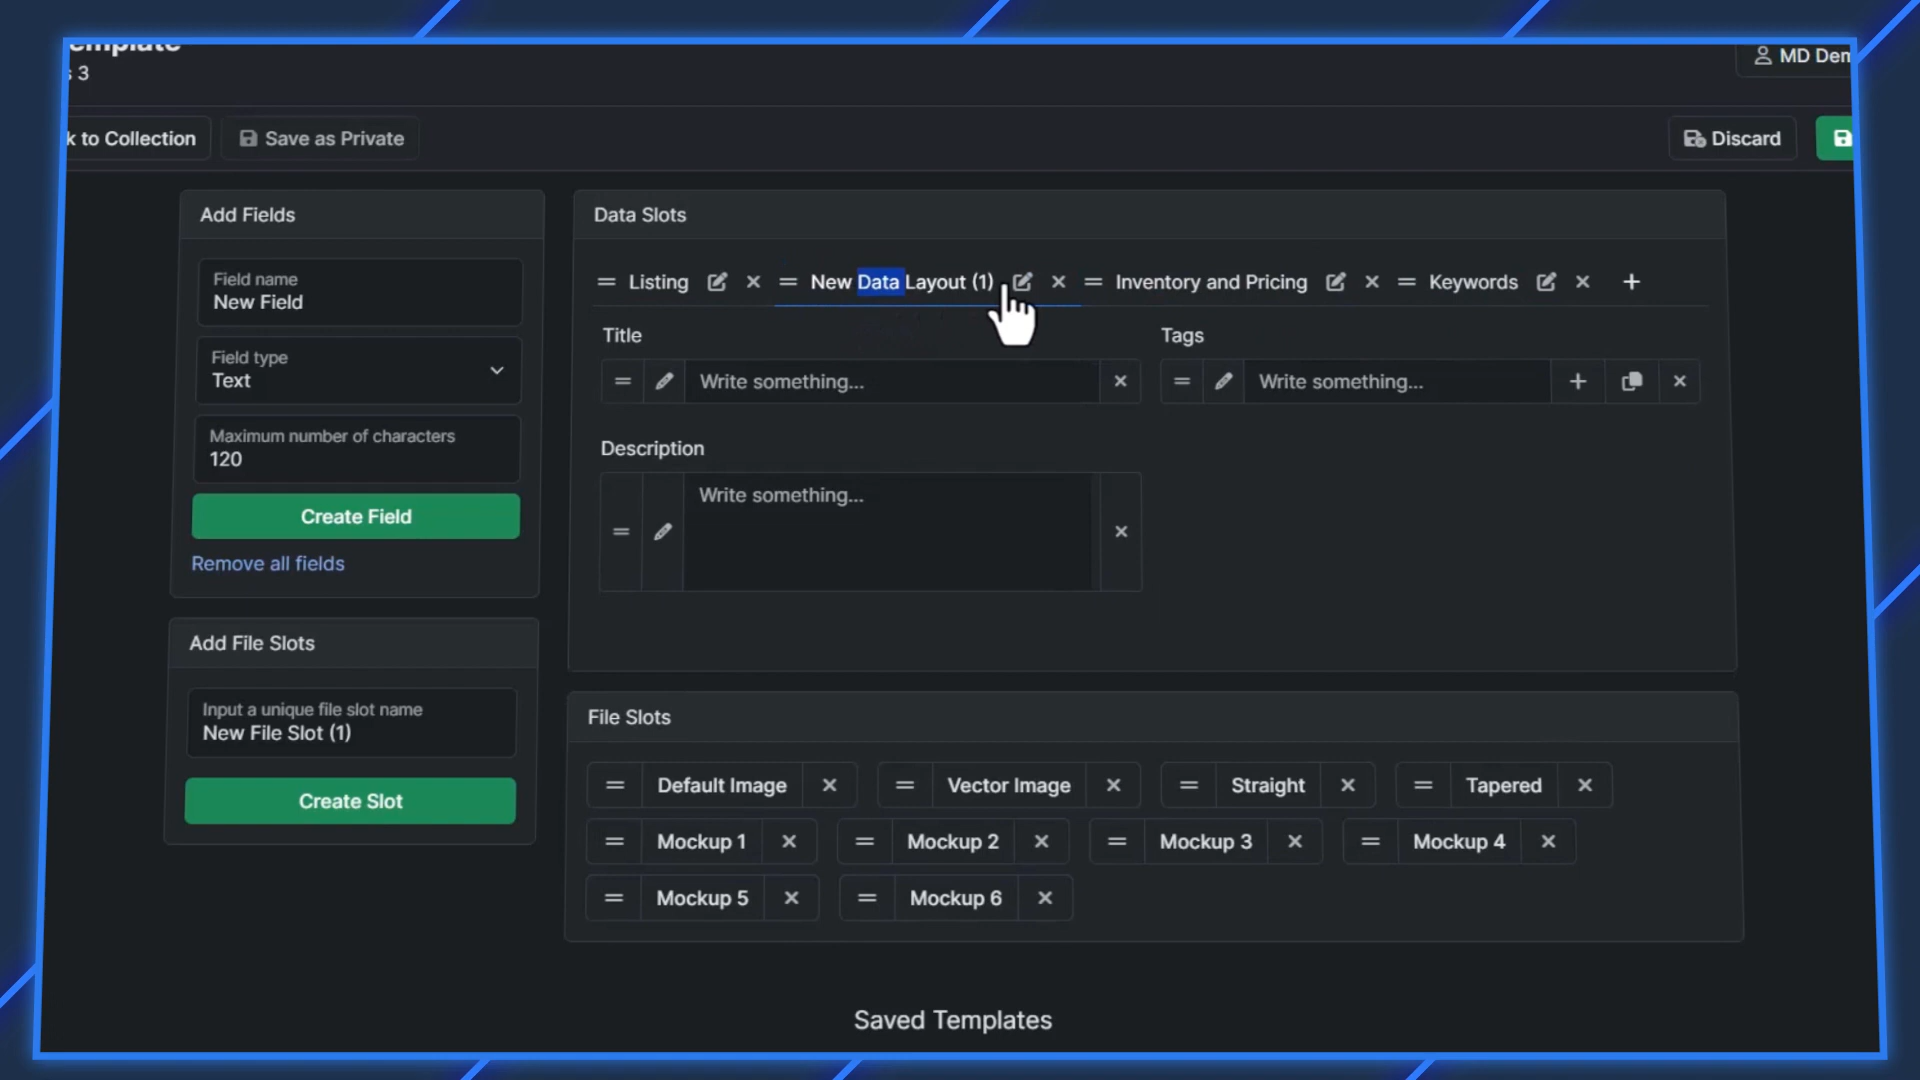 emplate
s 3
MD Dem
k to Collection
Save as Private
Discard
Add Fields
Field name
New Field
Field type
Text
Maximum number of characters
120
Create Field
Remove all fields
Add File Slots
Input a unique file slot name
New File Slot (1)
Create Slot
Data Slots
Listing
New Data Layout (1)
Inventory and Pricing
Keywords
Title
Tags
Write something...
Write something...
Description
Write something...
File Slots
Default Image
Vector Image
Straight
Tapered
Mockup 1
Mockup 2
Mockup 3
Mockup 4
Mockup 5
Mockup 6
Saved Templates